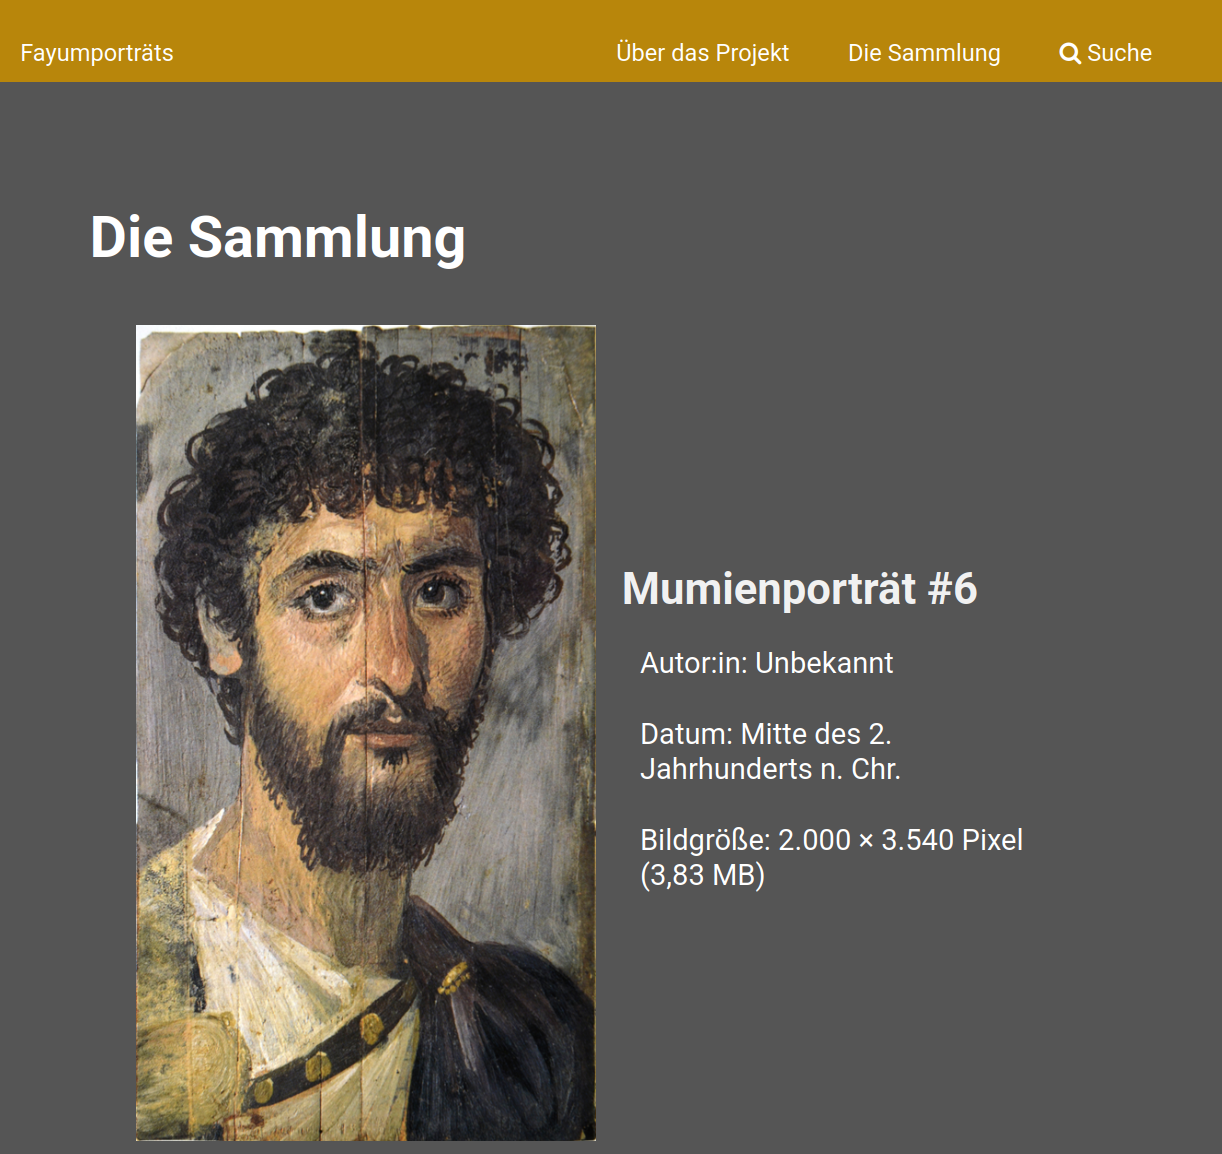 Fayumporträts
Über das Projekt
Die Sammlung
Suche
Die Sammlung
Mumienporträt #6
Autor:in: Unbekannt
Datum: Mitte des 2.
Jahrhunderts n. Chr.
Bildgröße: 2.000 × 3.540 Pixel
(3,83 MB)